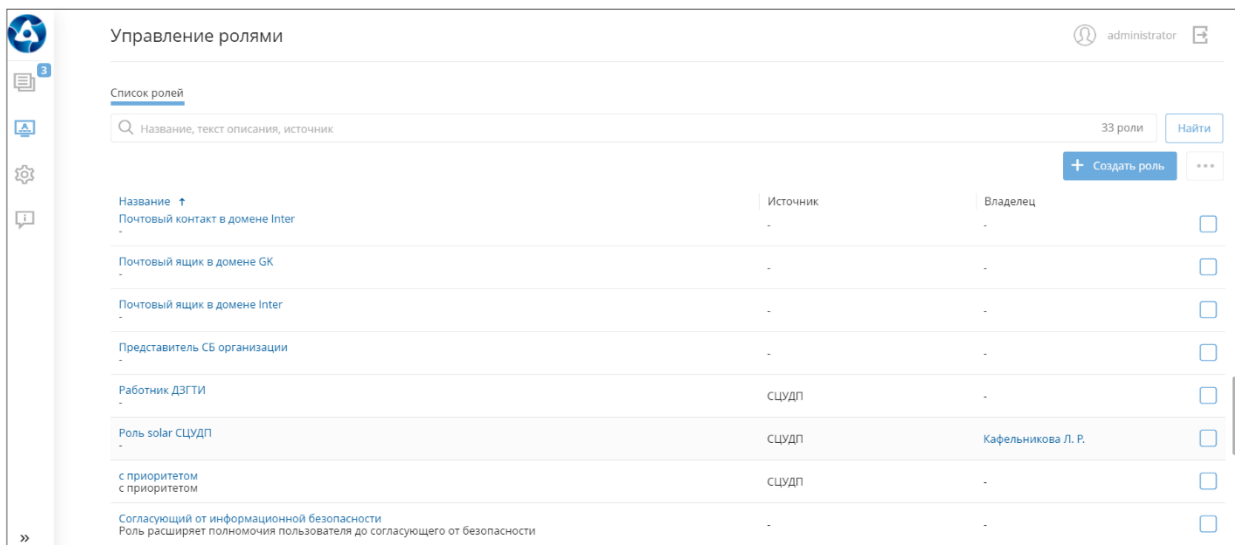 Управление ролями
administrator
3
Список ролей
Название, текст описания, источник
33 роли
Найти
+ Создать роль
...
Название ↑
Источник
Владелец
Почтовый контакт в домене Inter
-
-
-
Почтовый ящик в домене GK
-
-
-
Почтовый ящик в домене Inter
-
-
-
Представитель СБ организации
-
-
-
Работник ДЗГТИ
-
СЦУДП
-
Роль solar СЦУДП
-
СЦУДП
Кафельникова Л. Р.
с приоритетом
с приоритетом
СЦУДП
-
Согласующий от информационной безопасности
Роль расширяет полномочия пользователя до согласующего от безопасности
-
-
»